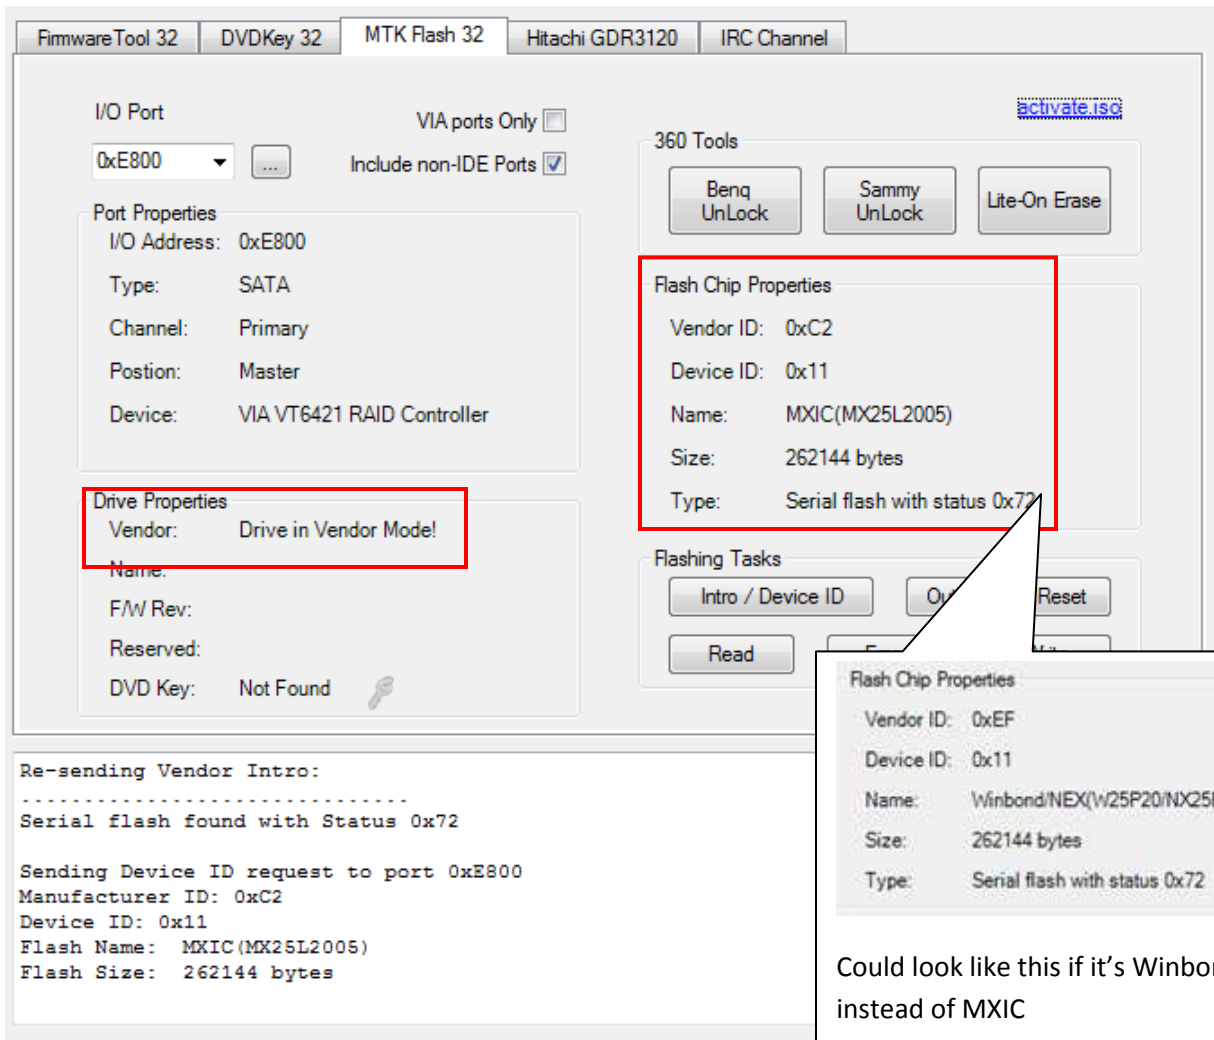 FirmwareTool 32 DVDKey 32 MTK Flash 32 Hitachi GDR3120 IRC Channel
I/O Port
VIA ports Only
activate.iso
0xE800 ... Include non-IDE Ports
360 Tools
Benq UnLock
Sammy UnLock
Lite-On Erase
Port Properties
I/O Address: 0xE800
Type: SATA
Channel: Primary
Postion: Master
Device: VIA VT6421 RAID Controller
Flash Chip Properties
Vendor ID: 0xC2
Device ID: 0x11
Name: MXIC(MX25L2005)
Size: 262144 bytes
Type: Serial flash with status 0x72
Drive Properties
Vendor: Drive in Vendor Mode!
Name:
F/W Rev:
Reserved:
DVD Key: Not Found
Flashing Tasks
Intro / Device ID
Reset
Read
Re-sending Vendor Intro:
...............................
Serial flash found with Status 0x72
Sending Device ID request to port 0xE800
Manufacturer ID: 0xC2
Device ID: 0x11
Flash Name: MXIC(MX25L2005)
Flash Size: 262144 bytes
Flash Chip Properties
Vendor ID: 0xEF
Device ID: 0x11
Name: Winbond/NEX(W25P20/NX25
Size: 262144 bytes
Type: Serial flash with status 0x72
Could look like this if it’s
instead of MXIC